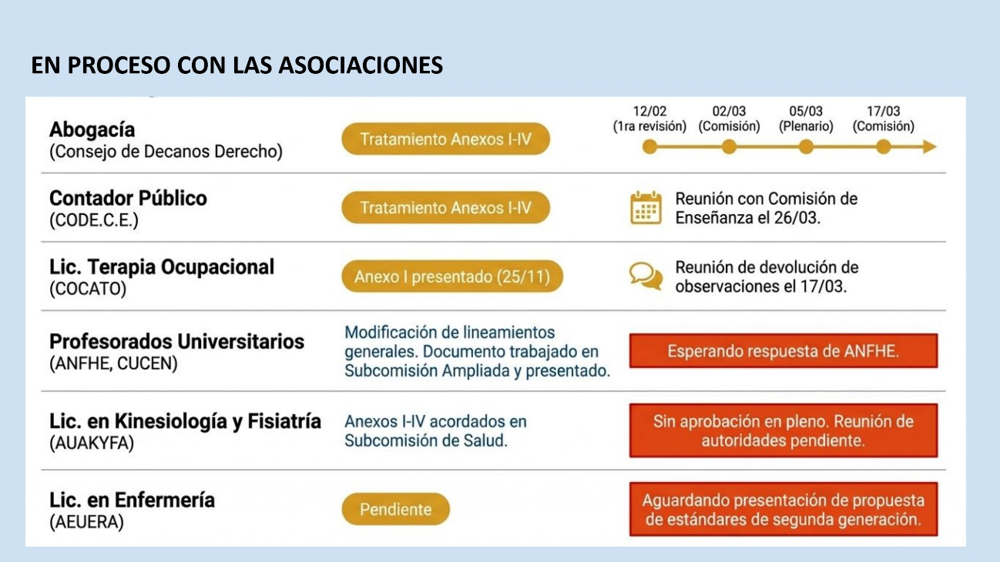 EN PROCESO CON LAS ASOCIACIONES
Abogacía
(Consejo de Decanos Derecho)
Tratamiento Anexos I-IV
12/02
(1ra revisión)
02/03
(Comisión)
05/03
(Plenario)
17/03
(Comisión)
Contador Público
(CODE.C.E.)
Tratamiento Anexos I-IV
Reunión con Comisión de
Enseñanza el 26/03.
Lic. Terapia Ocupacional
(COCATO)
Anexo I presentado (25/11)
Reunión de devolución de
observaciones el 17/03.
Profesorados Universitarios
(ANFHE, CUCEN)
Modificación de lineamientos
generales. Documento trabajado en
Subcomisión Ampliada y presentado.
Esperando respuesta de ANFHE.
Lic. en Kinesiología y Fisiatría
(AUAKYFA)
Anexos I-IV acordados en
Subcomisión de Salud.
Sin aprobación en pleno. Reunión de
autoridades pendiente.
Lic. en Enfermería
(AEUERA)
Pendiente
Aguardando presentación de propuesta
de estándares de segunda generación.